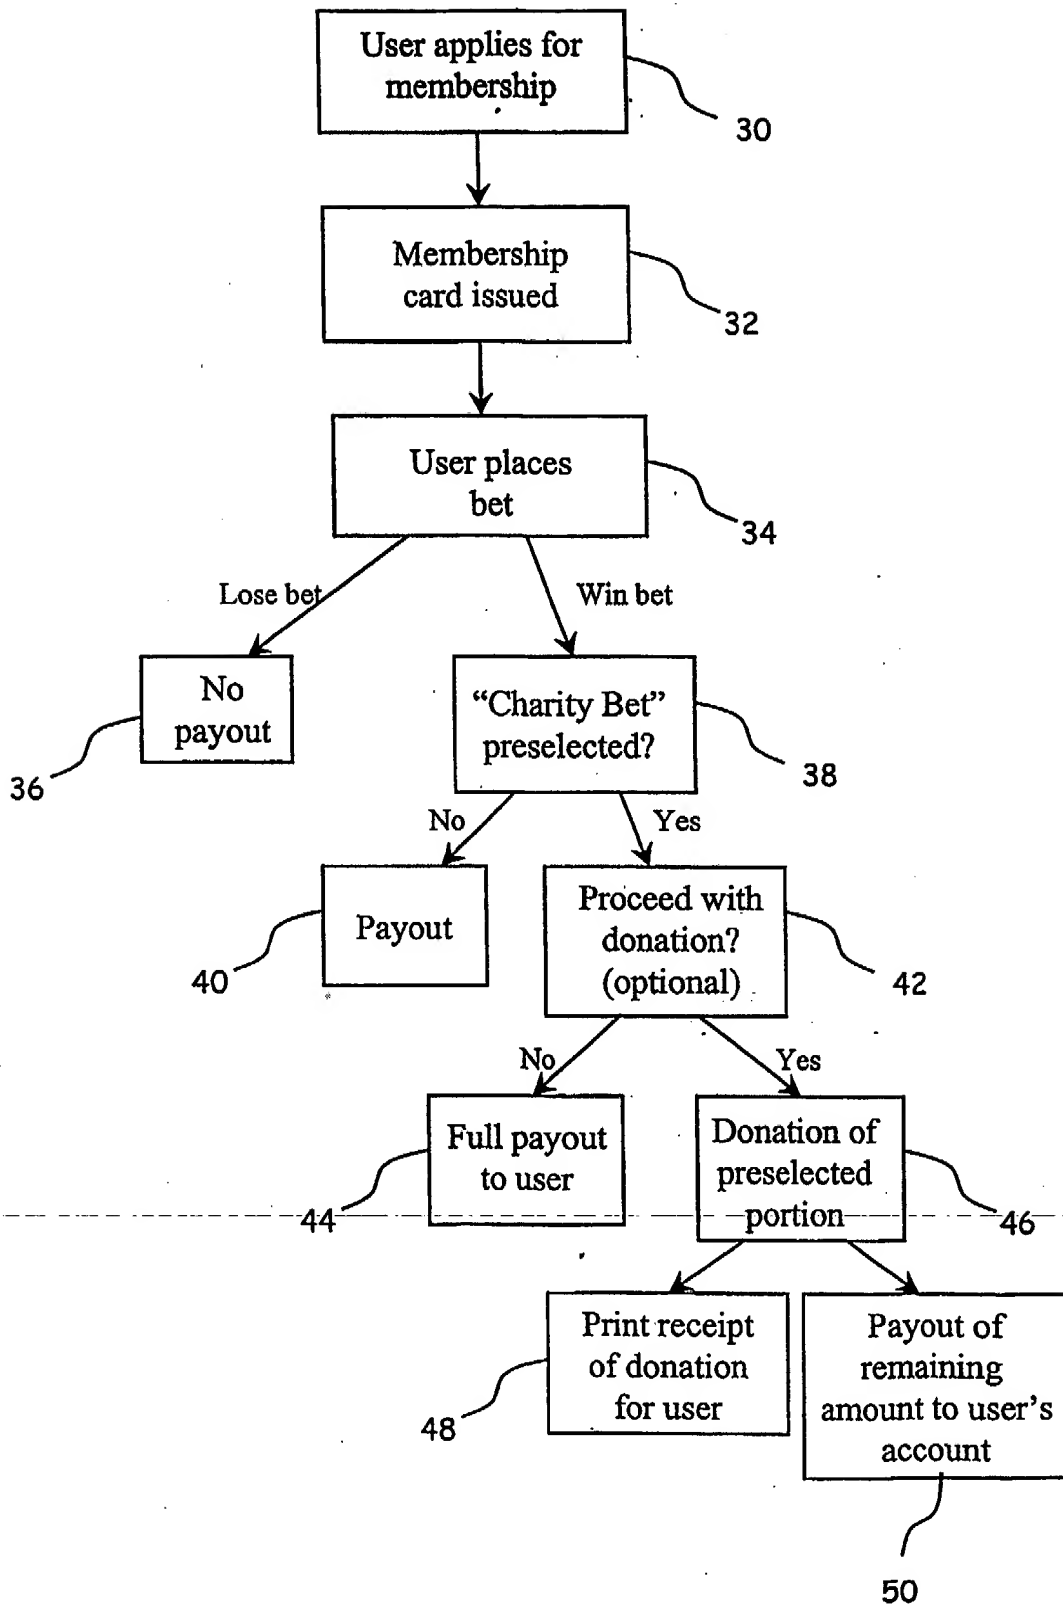 User applies for
membership
30
Membership
card issued
32
User places
bet
34
Lose bet
Win bet
No
payout
36
“Charity Bet”
preselected?
38
No
Yes
Payout
40
Proceed with
donation?
(optional)
42
No
Yes
Full payout
to user
44
Donation of
preselected
portion
46
Print receipt
of donation
for user
48
Payout of
remaining
amount to user’s
account
50